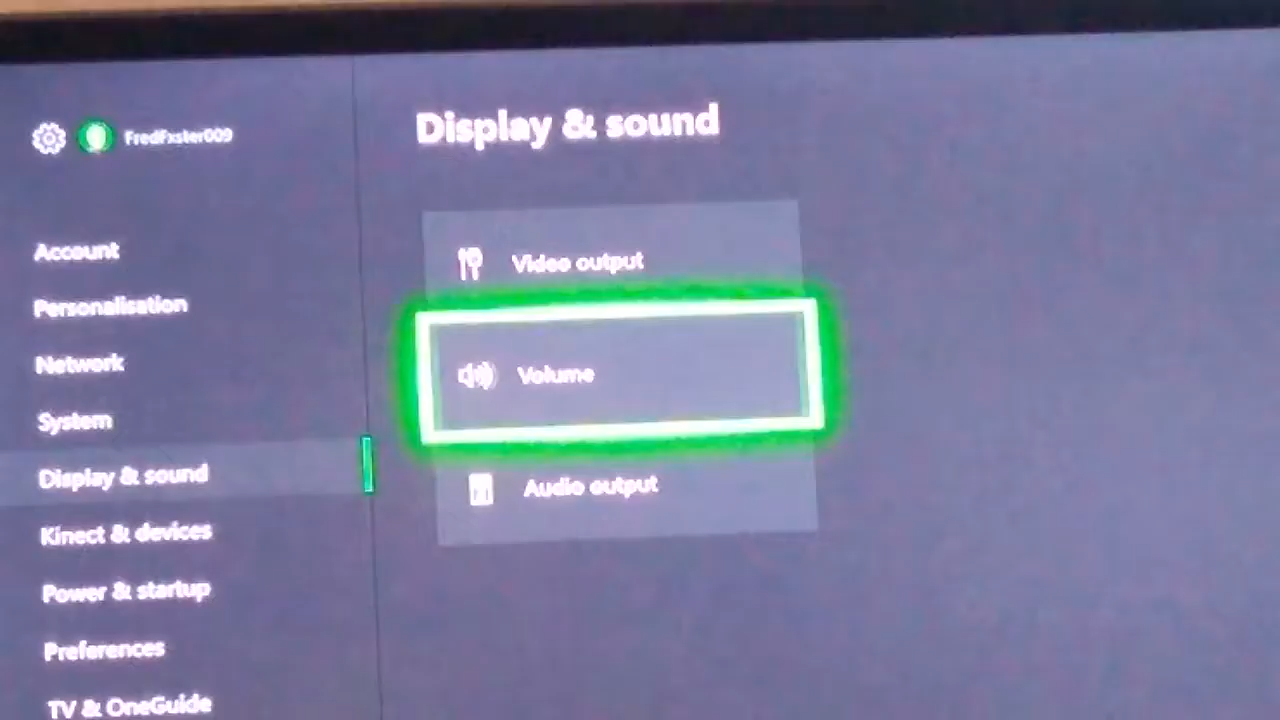 FredFxster009
Account
Personalisation
Network
System
Display & sound
Kinect & devices
Power & startup
Preferences
TV & OneGuide
Display & sound
Video output
Volume
Audio output